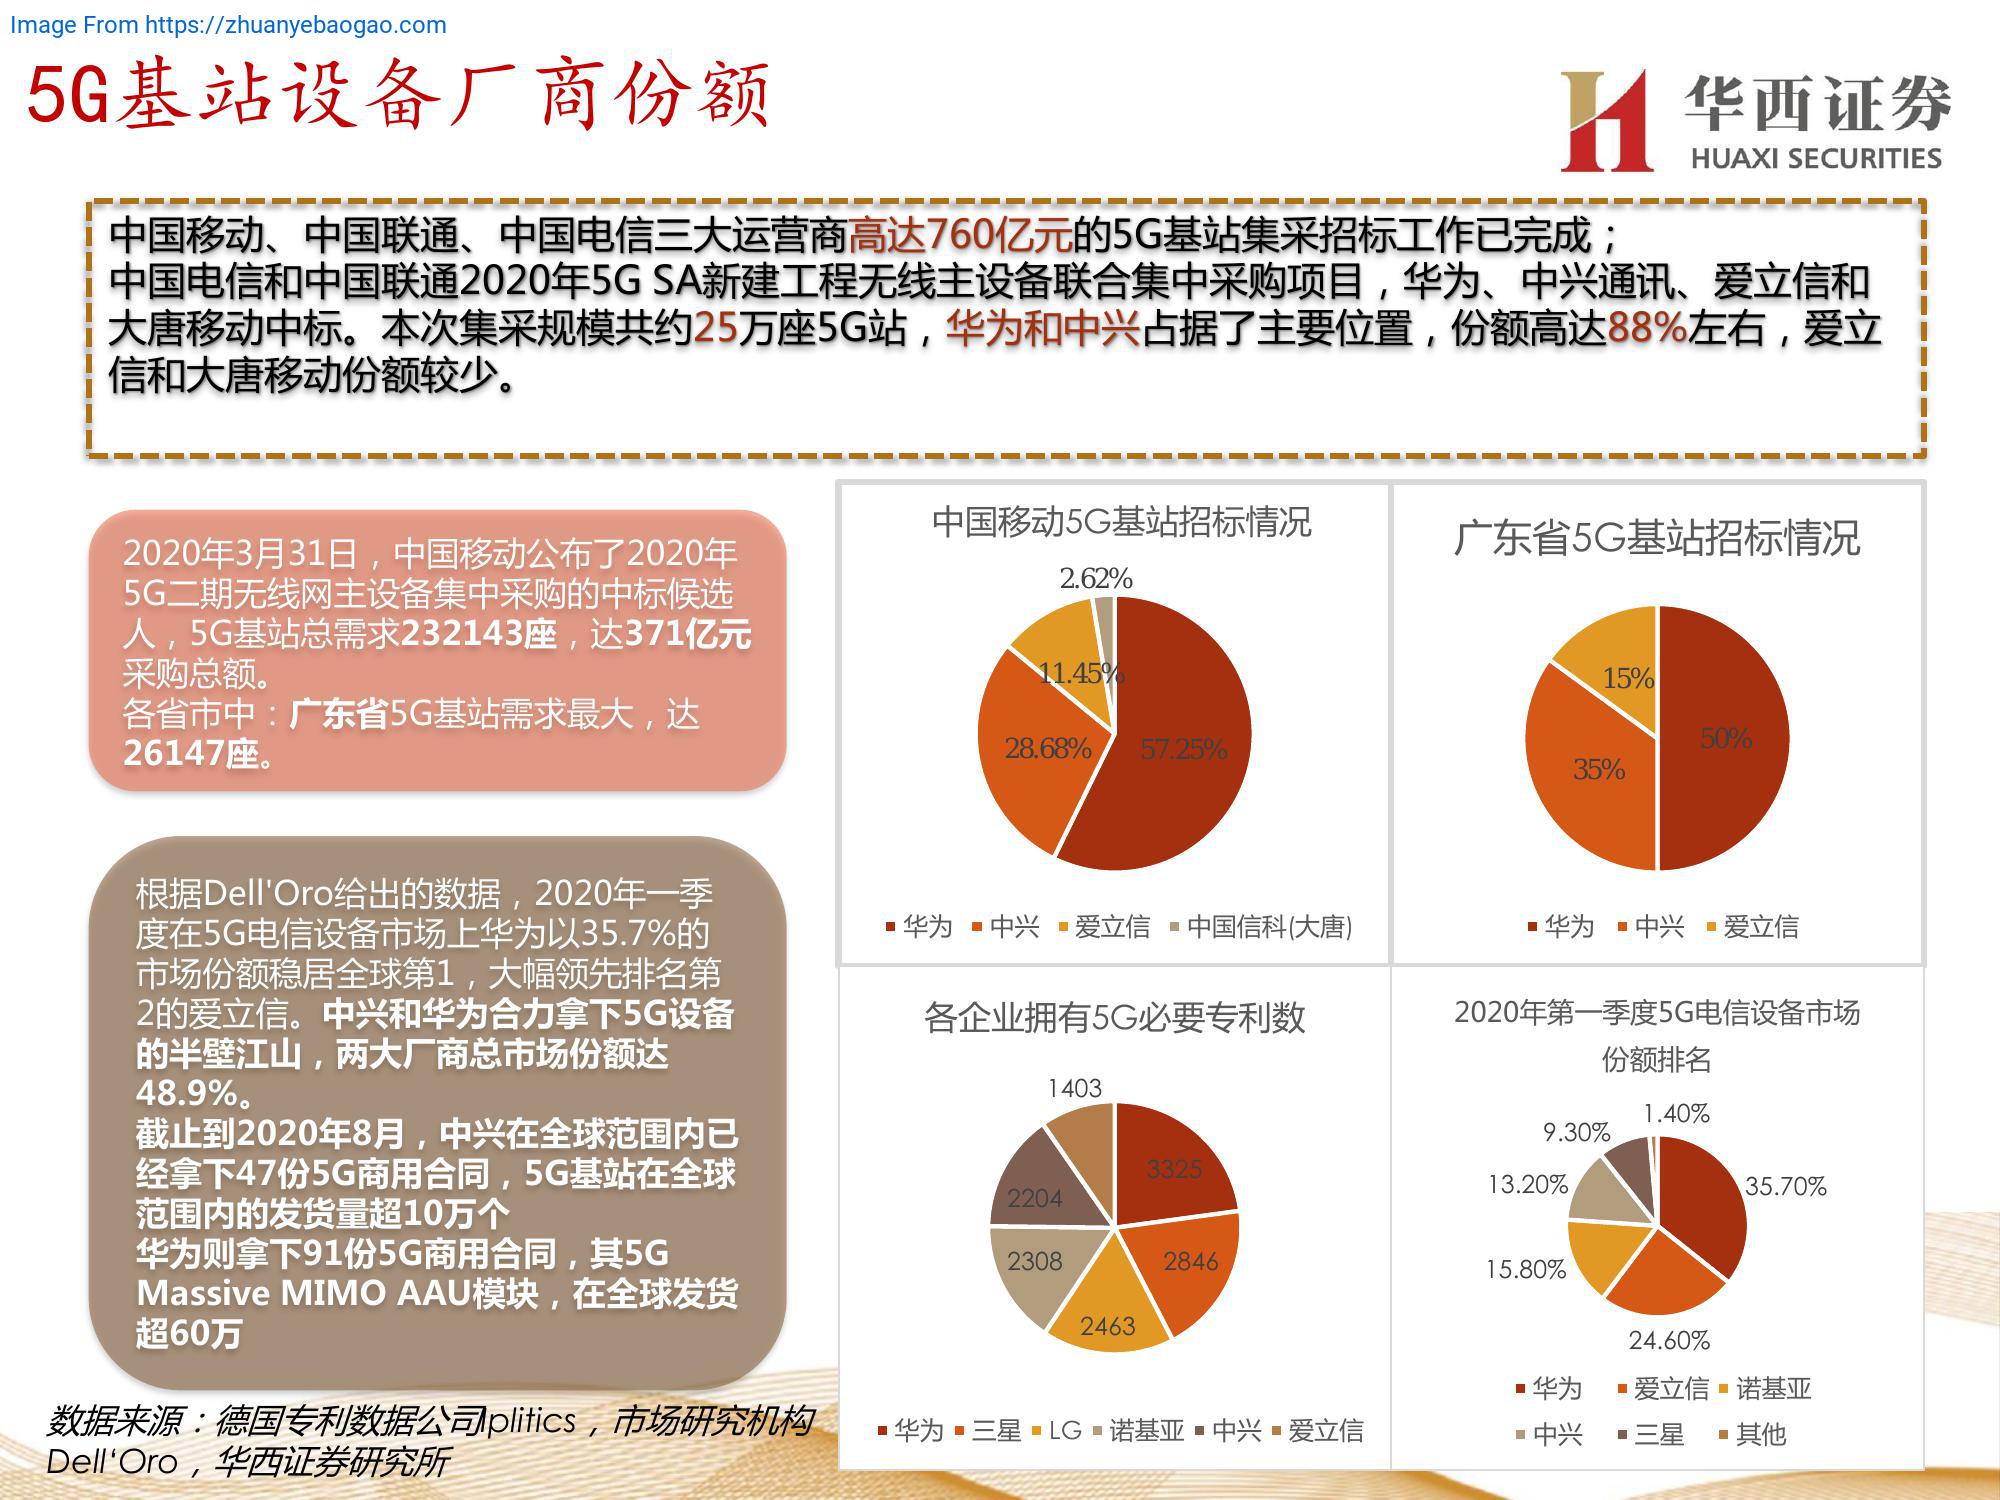 Image From https://zhuanyebaogao.com
5G基站设备厂商份额
华西证券
HUAXI SECURITIES
中国移动、中国联通、中国电信三大运营商高达760亿元的5G基站集采招标工作已完成；
中国电信和中国联通2020年5G SA新建工程无线主设备联合集中采购项目，华为、中兴通讯、爱立信和
大唐移动中标。本次集采规模共约25万座5G站，华为和中兴占据了主要位置，份额高达88%左右，爱立
信和大唐移动份额较少。
2020年3月31日，中国移动公布了2020年
5G二期无线网主设备集中采购的中标候选
人，5G基站总需求232143座，达371亿元
采购总额。
各省市中：广东省5G基站需求最大，达
26147座。
根据Dell'Oro给出的数据，2020年一季
度在5G电信设备市场上华为以35.7%的
市场份额稳居全球第1，大幅领先排名第
2的爱立信。中兴和华为合力拿下5G设备
的半壁江山，两大厂商总市场份额达
48.9%。
截止到2020年8月，中兴在全球范围内已
经拿下47份5G商用合同，5G基站在全球
范围内的发货量超10万个
华为则拿下91份5G商用合同，其5G
Massive MIMO AAU模块，在全球发货
超60万
数据来源：德国专利数据公司Iplitics，市场研究机构
Dell‘Oro，华西证券研究所
中国移动5G基站招标情况
2.62%
11.45%
28.68%
57.25%
华为 中兴 爱立信 中国信科(大唐)
广东省5G基站招标情况
15%
50%
35%
华为 中兴 爱立信
各企业拥有5G必要专利数
1403
3325
2204
2846
2308
2463
华为 三星 LG 诺基亚 中兴 爱立信
2020年第一季度5G电信设备市场
份额排名
1.40%
9.30%
13.20%
35.70%
15.80%
24.60%
华为 爱立信 诺基亚
中兴 三星 其他